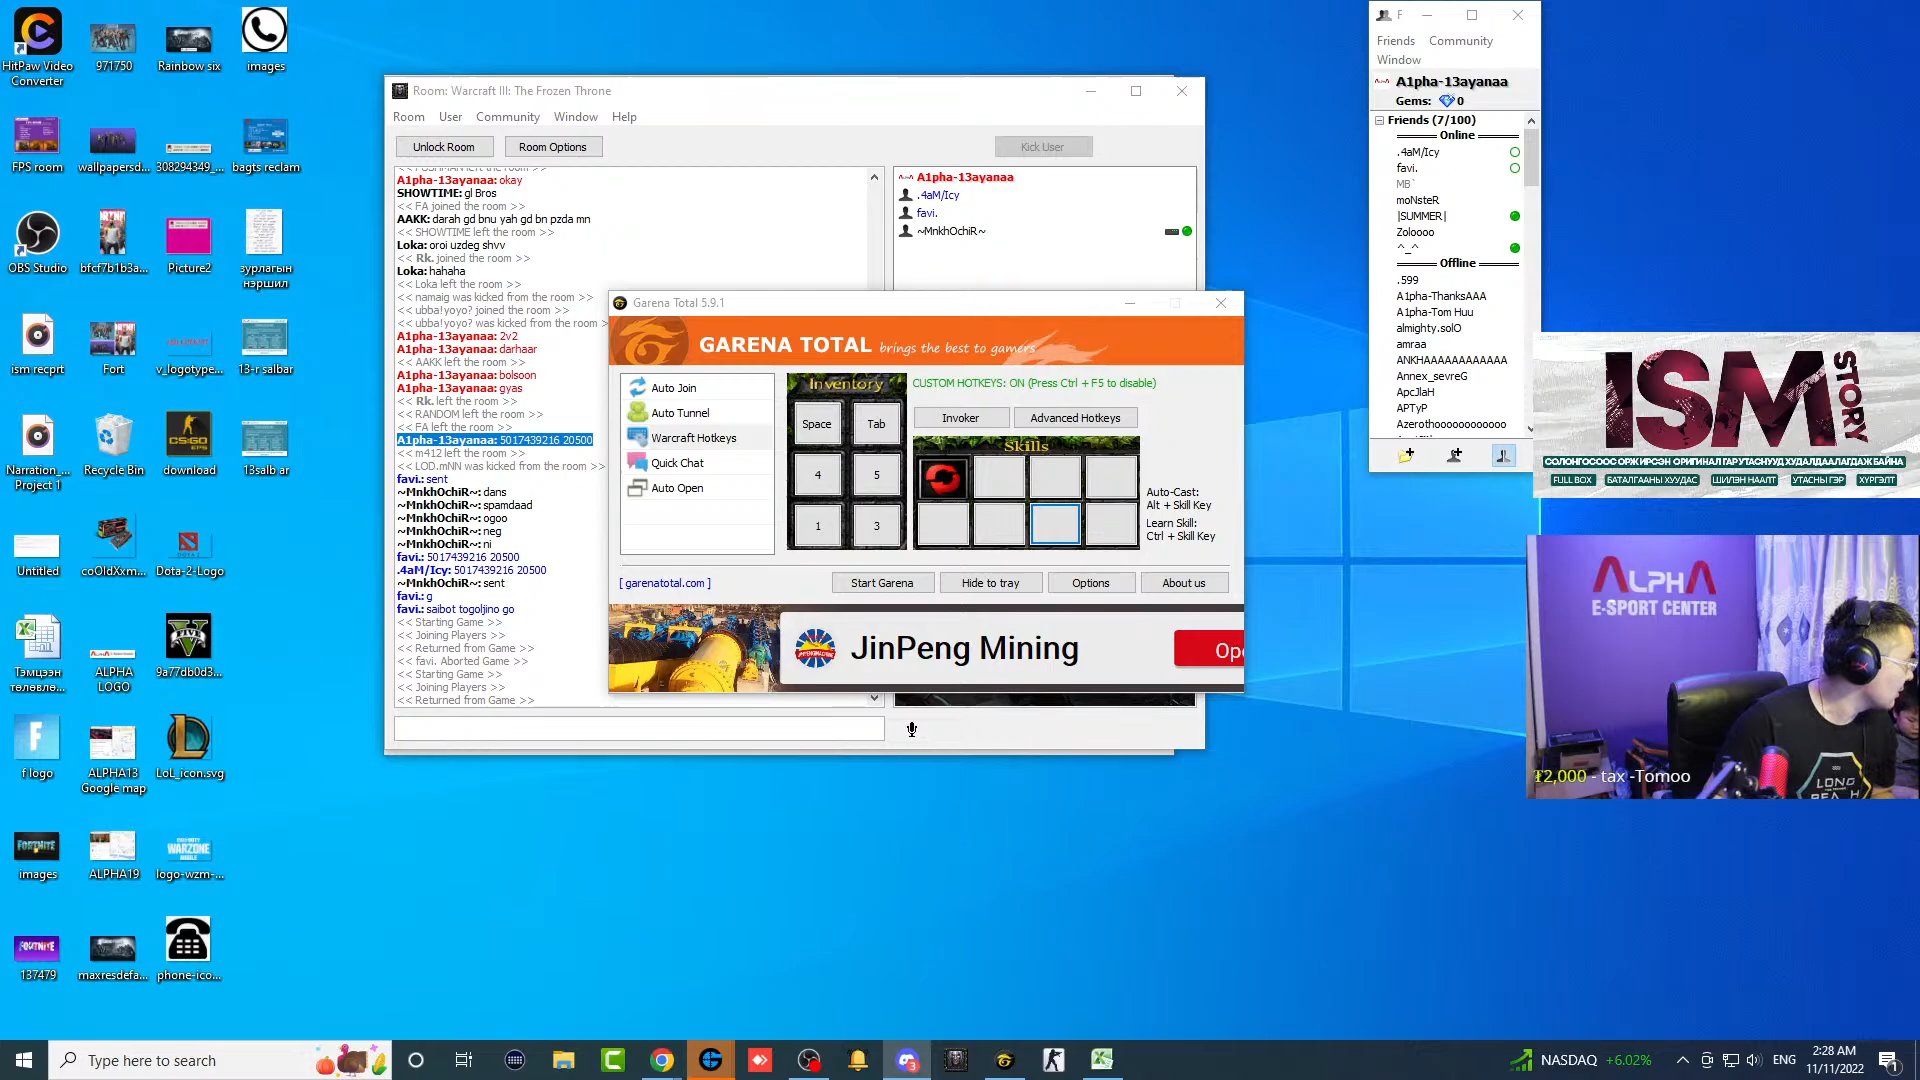 HitPaw Video
Converter
971750
Rainbow six
images
FPS room
wallpapersd...
308294349_...
bagts reclam
OBS Studio
bfcf7b1b3a...
Picture2
зурлагын
нэршил
ism recprt
Fort
v_logotype...
13-r salbar
Narration_...
Project 1
Recycle Bin
download
13salb ar
Untitled
coOldXxm...
Dota-2-Logo
Тэмцээн
төлөвлө...
ALPHA
LOGO
9a77db0d3...
f logo
ALPHA13
Google map
LoL_icon.svg
images
ALPHA19
logo-wzm-...
137479
maxresdefa...
phone-ico...
Room: Warcraft III: The Frozen Throne
Room User Community Window Help
Unlock Room
Room Options
Kick User
A1pha-13ayanaa: okay
SHOWTIME: gl Bros
<< FA joined the room >>
AAKK: darah gd bnu yah gd bn pzda mn
<< SHOWTIME left the room >>
Loka: oroi uzdeg shvv
<< Rk. joined the room >>
Loka: hahaha
<< Loka left the room >>
<< namaig was kicked from the room >>
<< ubba!yoyo? joined the room >>
<< ubba!yoyo? was kicked from the room >
A1pha-13ayanaa: 2v2
A1pha-13ayanaa: darhaar
<< AAKK left the room >>
A1pha-13ayanaa: bolsoon
A1pha-13ayanaa: gyas
<< Rk. left the room >>
<< RANDOM left the room >>
<< FA left the room >>
A1pha-13ayanaa: 5017439216 20500
<< m412 left the room >>
<< LOD.mNN was kicked from the room >>
favi.: sent
~MnkhOchiR~: dans
~MnkhOchiR~: spamdaad
~MnkhOchiR~: ogoo
~MnkhOchiR~: neg
~MnkhOchiR~: ni
favi.: 5017439216 20500
.4aM/Icy: 5017439216 20500
~MnkhOchiR~: sent
favi.: g
favi.: saibot togoljino go
<< Starting Game >>
<< Joining Players >>
<< Returned from Game >>
<< favi. Aborted Game >>
<< Starting Game >>
<< Joining Players >>
<< Returned from Game >>
A1pha-13ayanaa
.4aM/Icy
favi.
~MnkhOchiR~
Garena Total 5.9.1
GARENA TOTAL brings the best to gamers
Auto Join
Auto Tunnel
Warcraft Hotkeys
Quick Chat
Auto Open
Inventory
Space Tab
4 5
1 3
CUSTOM HOTKEYS: ON (Press Ctrl + F5 to disable)
Invoker
Advanced Hotkeys
Skills
Auto-Cast:
Alt + Skill Key
Learn Skill:
Ctrl + Skill Key
[ garenatotal.com ]
Start Garena
Hide to tray
Options
About us
JinPeng Mining
Ope
F
Friends Community
Window
A1pha-13ayanaa
Gems: 0
Friends (7/100)
Online
.4aM/Icy
favi.
MB`
moNsteR
|SUMMER|
Zoloooo
^_^
Offline
.599
A1pha-ThanksAAA
A1pha-Tom Huu
almighty.solO
amraa
ANKHAAAAAAAAAAAA
Annex_sevreG
ApcJlaH
APTyP
Azerothooooooooooo
ISM
STORY
СОЛОНГОСООС ОРЖ ИРСЭН ОРИГИНАЛ ГАР УТАСНУУД ХУДАЛДААЛАГДАЖ БАЙНА
FULL BOX БАТАЛГААНЫ ХУУДАС ШИЛЭН НААЛТ УТАСНЫ ГЭР ХҮРГЭЛТ
ALPHA
E-SPORT CENTER
LONG
₮2,000 - tax -Tomoo
Type here to search
NASDAQ +6.02%
ENG
2:28 AM
11/11/2022